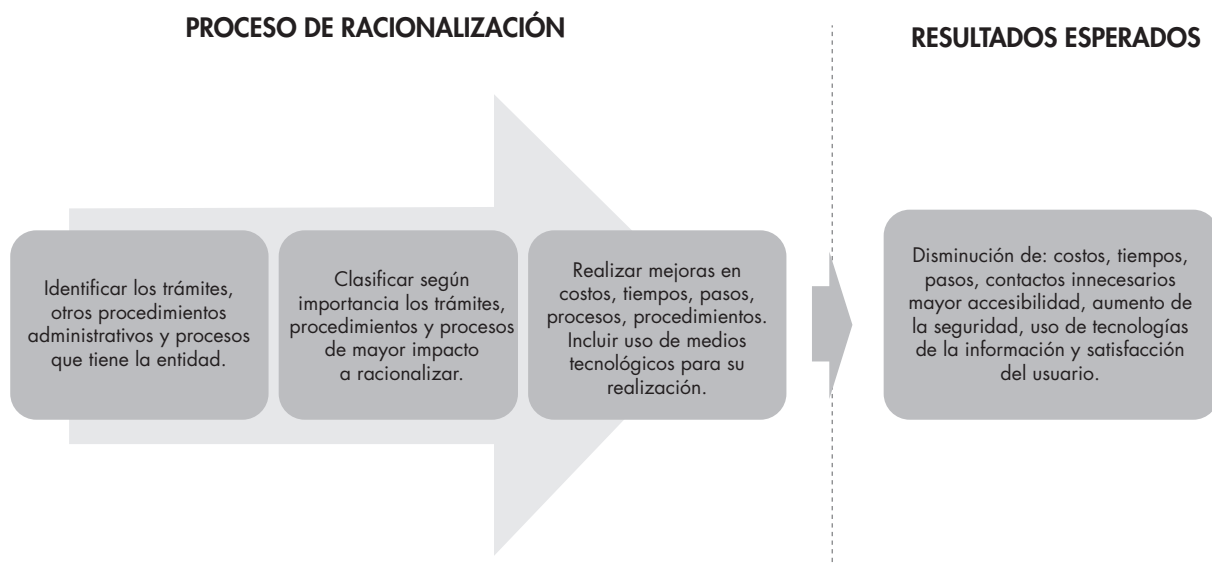 PROCESO DE RACIONALIZACIÓN
RESULTADOS ESPERADOS
Identificar los trámites,
otros procedimientos
administrativos y procesos
que tiene la entidad.
Clasificar según
importancia los trámites,
procedimientos y procesos
de mayor impacto
a racionalizar.
Realizar mejoras en
costos, tiempos, pasos,
procesos, procedimientos.
Incluir uso de medios
tecnológicos para su
realización.
Disminución de: costos, tiempos,
pasos, contactos innecesarios
mayor accesibilidad, aumento de
la seguridad, uso de tecnologías
de la información y satisfacción
del usuario.